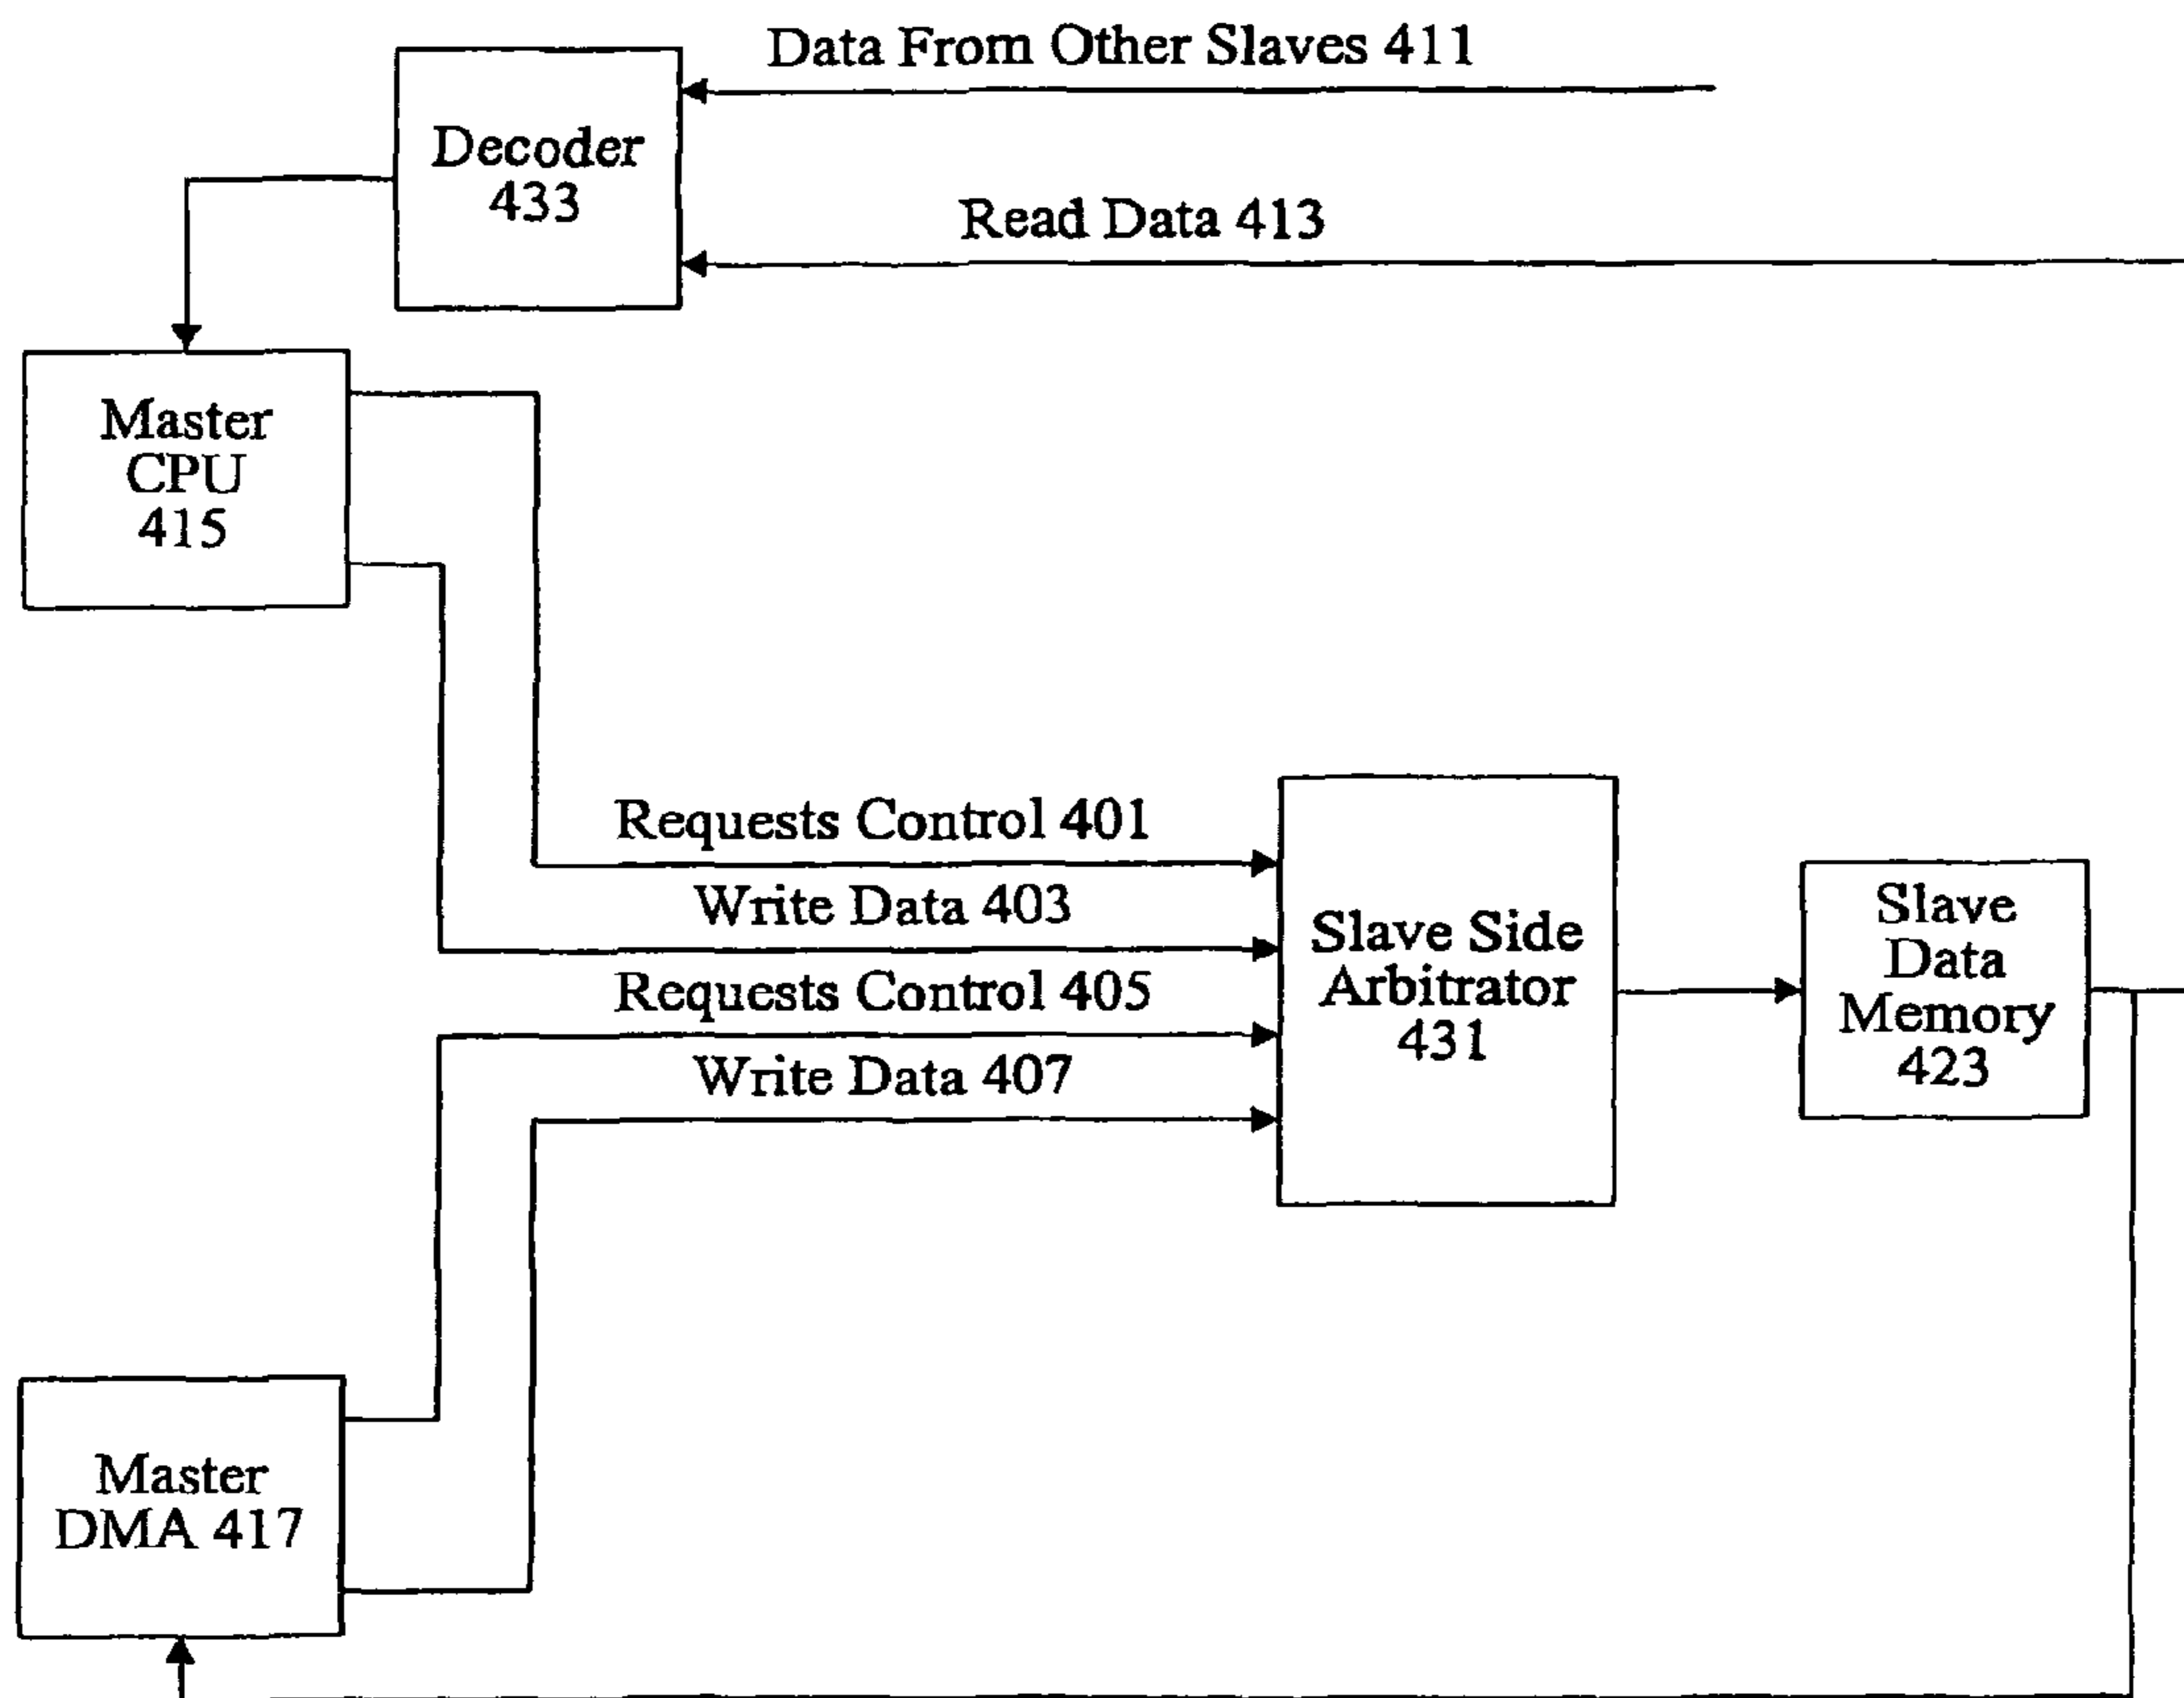 Data From Other Slaves 411
Decoder
433
Read Data 413
Master
CPU
415
Requests Control 401
Write Data 403
Requests Control 405
Write Data 407
Slave Side
Arbitrator
431
Slave
Data
Memory
423
Master
DMA 417